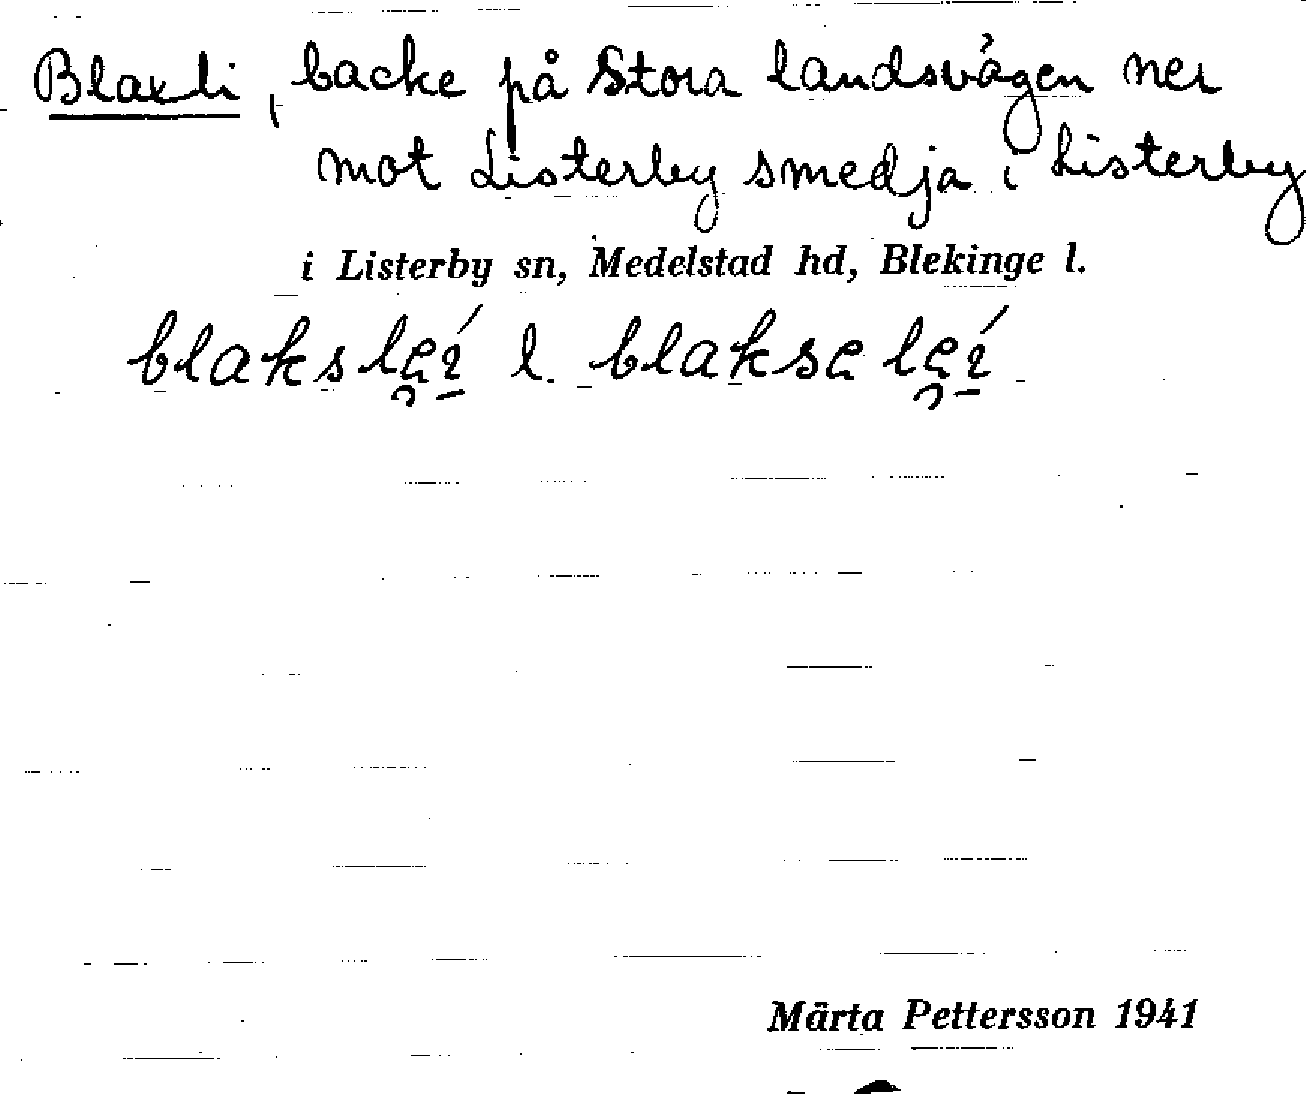 Blaxli, backe på Stora landsvägen ner
mot Listerby smedja i Listerby
i Listerby sn, Medelstad hd, Blekinge l.
l.
Märta Pettersson 1941